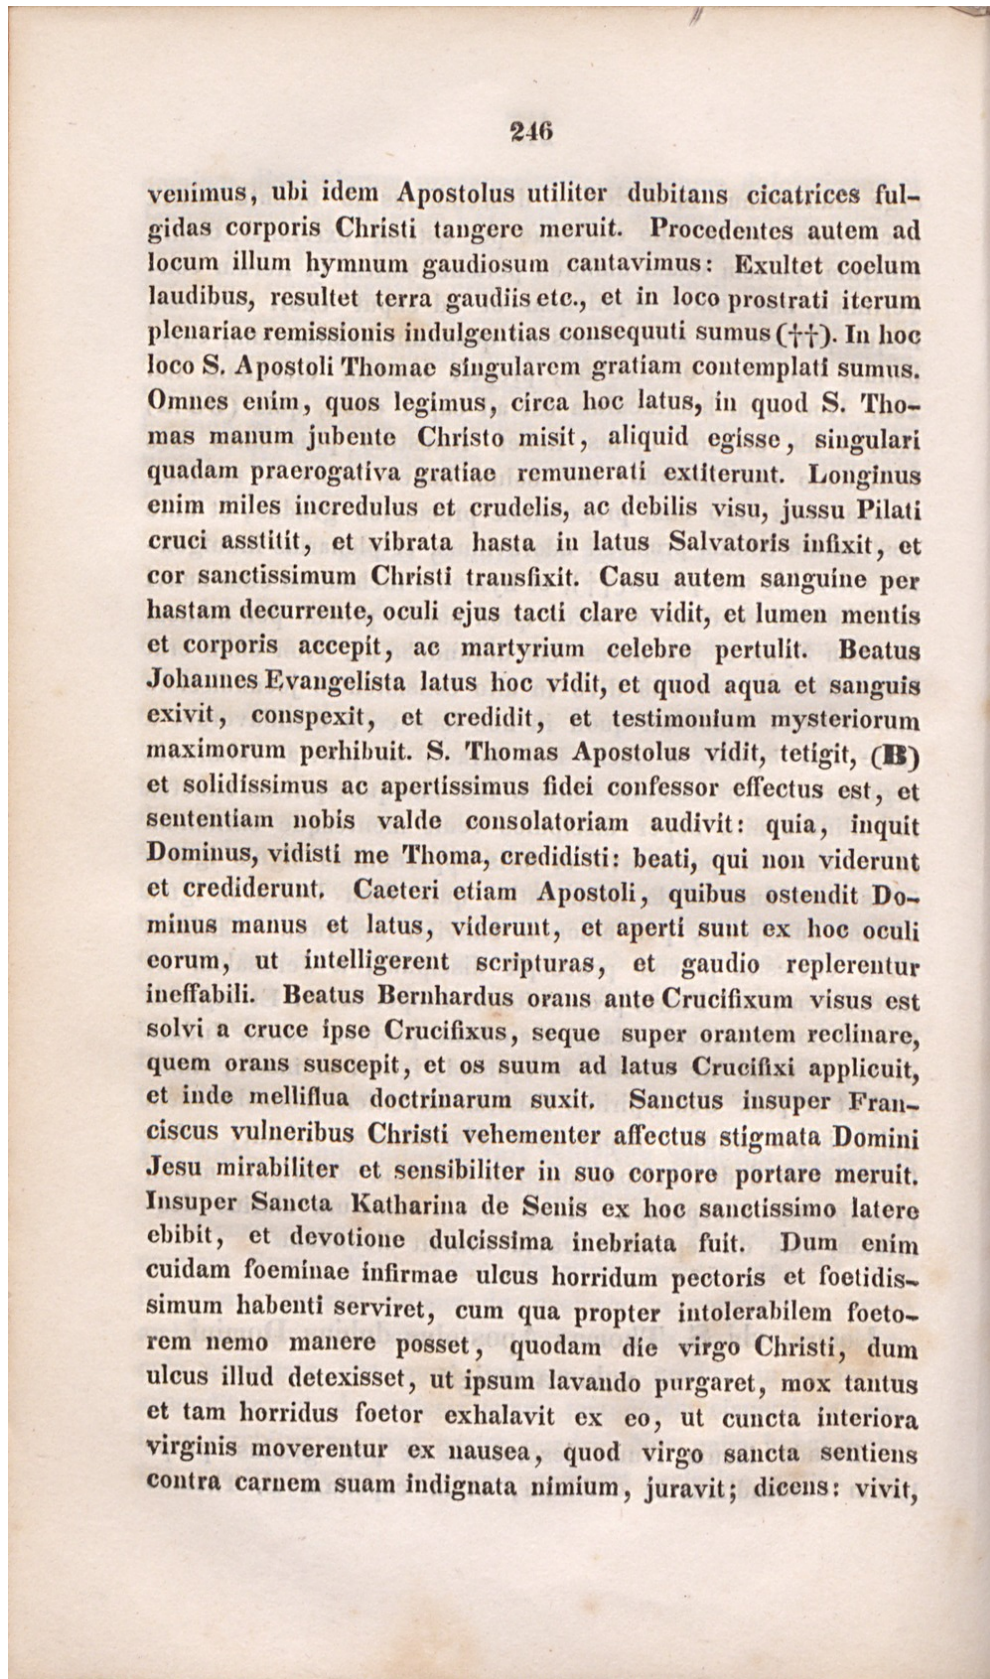 246
venimus, ubi idem Apostolus utiliter dubitans cicatrices ful-
gidas corporis Christi tangere meruit. Procedentes autem ad
locum illum hymnum gaudiosum cantavimus: Exultet coelum
laudibus, resultet terra gaudiis etc., et in loco prostrati iterum
plenariae remissionis indulgentias consequuti sumus (††). In hoc
loco S. Apostoli Thomae singularem gratiam contemplati sumus.
Omnes enim, quos legimus, circa hoc latus, in quod S. Tho-
mas manum jubente Christo misit, aliquid egisse, singulari
quadam praerogativa gratiae remunerati extiterunt. Longinus
enim miles incredulus et crudelis, ac debilis visu, jussu Pilati
cruci asstitit, et vibrata hasta in latus Salvatoris infixit, et
cor sanctissimum Christi transfixit. Casu autem sanguine per
hastam decurrente, oculi ejus tacti clare vidit, et lumen mentis
et corporis accepit, ac martyrium celebre pertulit. Beatus
Johannes Evangelista latus hoc vidit, et quod aqua et sanguis
exivit, conspexit, et credidit, et testimonium mysteriorum
maximorum perhibuit. S. Thomas Apostolus vidit, tetigit, (B)
et solidissimus ac apertissimus fidei confessor effectus est, et
sententiam nobis valde consolatoriam audivit: quia, inquit
Dominus, vidisti me Thoma, credidisti: beati, qui non viderunt
et crediderunt. Caeteri etiam Apostoli, quibus ostendit Do-
minus manus et latus, viderunt, et aperti sunt ex hoc oculi
eorum, ut intelligerent scripturas, et gaudio replerentur
ineffabili. Beatus Bernhardus orans ante Crucifixum visus est
solvi a cruce ipse Crucifixus, seque super orantem reclinare,
quem orans suscepit, et os suum ad latus Crucifixi applicuit,
et inde melliflua doctrinarum suxit. Sanctus insuper Fran-
ciscus vulneribus Christi vehementer affectus stigmata Domini
Jesu mirabiliter et sensibiliter in suo corpore portare meruit.
Insuper Sancta Katharina de Senis ex hoc sanctissimo latere
ebibit, et devotione dulcissima inebriata fuit. Dum enim
cuidam foeminae infirmae ulcus horridum pectoris et foetidis-
simum habenti serviret, cum qua propter intolerabilem foeto-
rem nemo manere posset, quodam die virgo Christi, dum
ulcus illud detexisset, ut ipsum lavando purgaret, mox tantus
et tam horridus foetor exhalavit ex eo, ut cuncta interiora
virginis moverentur ex nausea, quod virgo sancta sentiens
contra carnem suam indignata nimium, juravit; dicens: vivit,